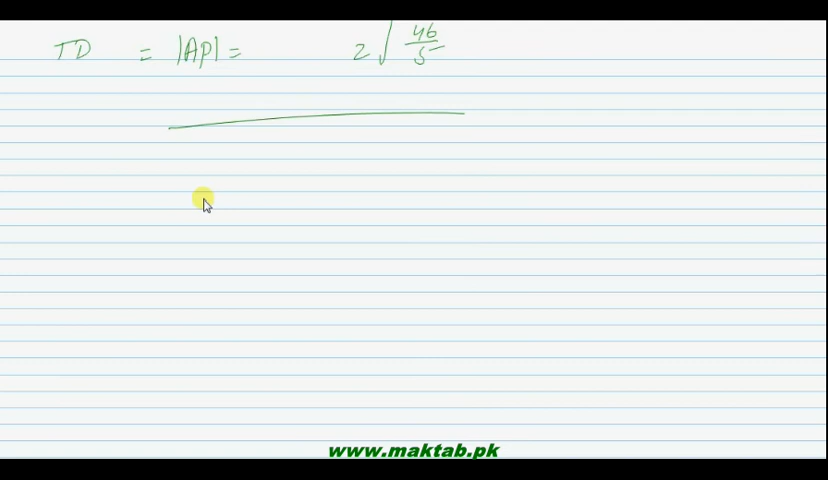 TD = |AP| = 2√46/5
www.maktab.pk